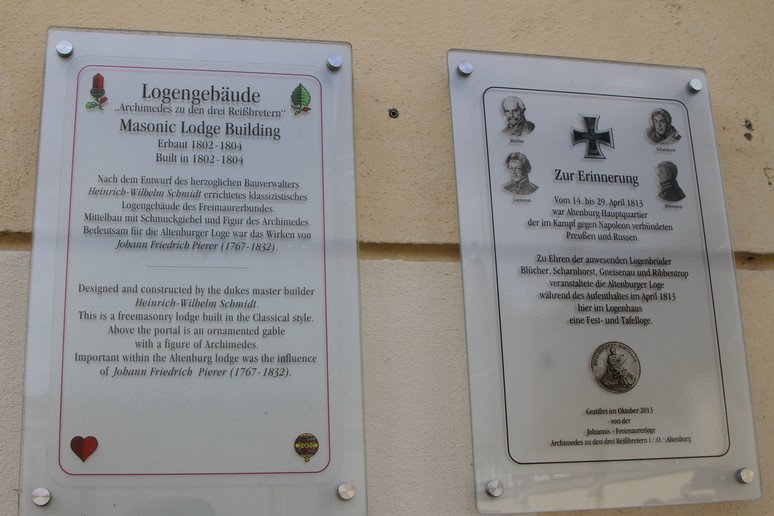 Logengebäude
„Archimedes zu den drei Reißbretern“
Masonic Lodge Building
Erbaut 1802 - 1804
Built in 1802 - 1804
Nach dem Entwurf des herzoglichen Bauverwalters
Heinrich-Wilhelm Schmidt errichtetes klassizistisches
Logengebäude des Freimaurerbundes.
Mittelbau mit Schmuckgiebel und Figur des Archimedes.
Bedeutsam für die Altenburger Loge war das Wirken von
Johann Friedrich Pierer (1767 - 1832).
Designed and constructed by the dukes master builder
Heinrich-Wilhelm Schmidt.
This is a freemasonry lodge built in the Classical style.
Above the portal is an ornamented gable
with a figure of Archimedes.
Important within the Altenburg lodge was the influence
of Johann Friedrich Pierer (1767 - 1832).
Blücher
Scharnhorst
Gneisenau
Ribbentrop
Zur Erinnerung
Vom 14. bis 29. April 1813
war Altenburg Hauptquartier
der im Kampf gegen Napoleon verbündeten
Preußen und Russen.
Zu Ehren der anwesenden Logenbrüder
Blücher, Scharnhorst, Gneisenau und Ribbentrop
veranstaltete die Altenburger Loge
während des Aufenthaltes im April 1813
hier im Logenhaus
eine Fest- und Tafelloge.
Gestiftet im Oktober 2013
von der
Johannis - Freimaurerloge
Archimedes zu den drei Reißbretern i.·.O.·.Altenburg